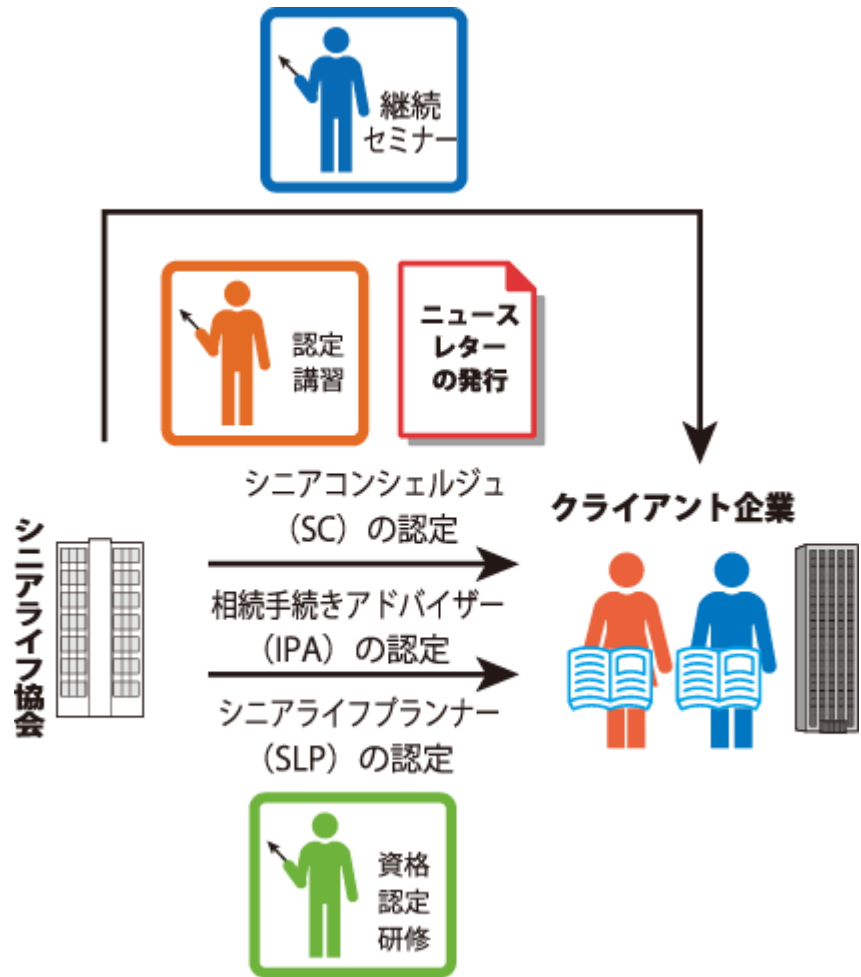 継続
セミナー
認定
講習
ニュース
レター
の発行
シニアコンシェルジュ
（SC）の認定
シニアライフ協会
クライアント企業
相続手続きアドバイザー
（IPA）の認定
シニアライフプランナー
（SLP）の認定
資格
認定
研修